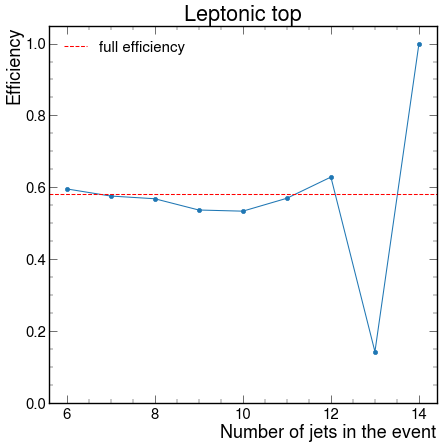 Leptonic top
full efficiency
Efficiency
1.0
0.8
0.6
0.4
0.2
0.0
6 8 10 12 14
Number of jets in the event